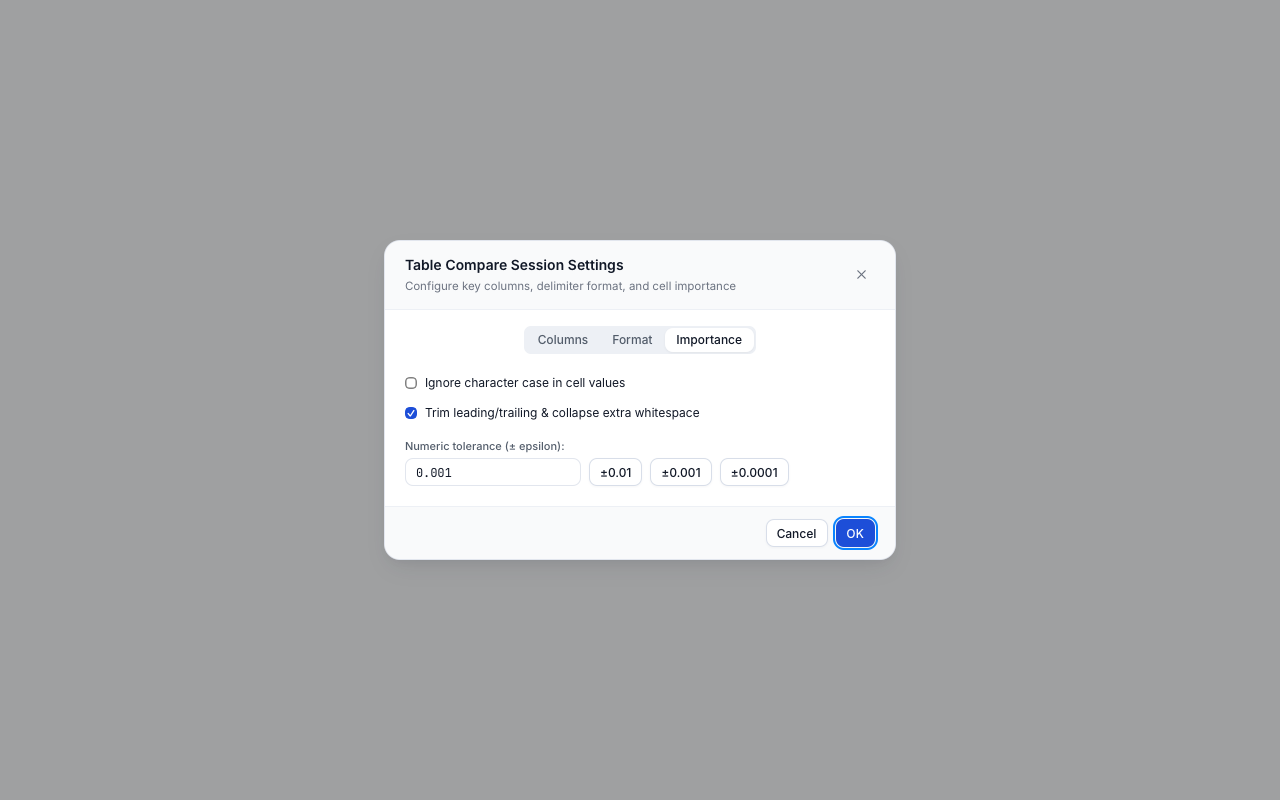 Table Compare Session Settings
Configure key columns, delimiter format, and cell importance
Columns Format Importance
Ignore character case in cell values
Trim leading/trailing & collapse extra whitespace
Numeric tolerance (± epsilon):
0.001 ±0.01 ±0.001 ±0.0001
Cancel OK